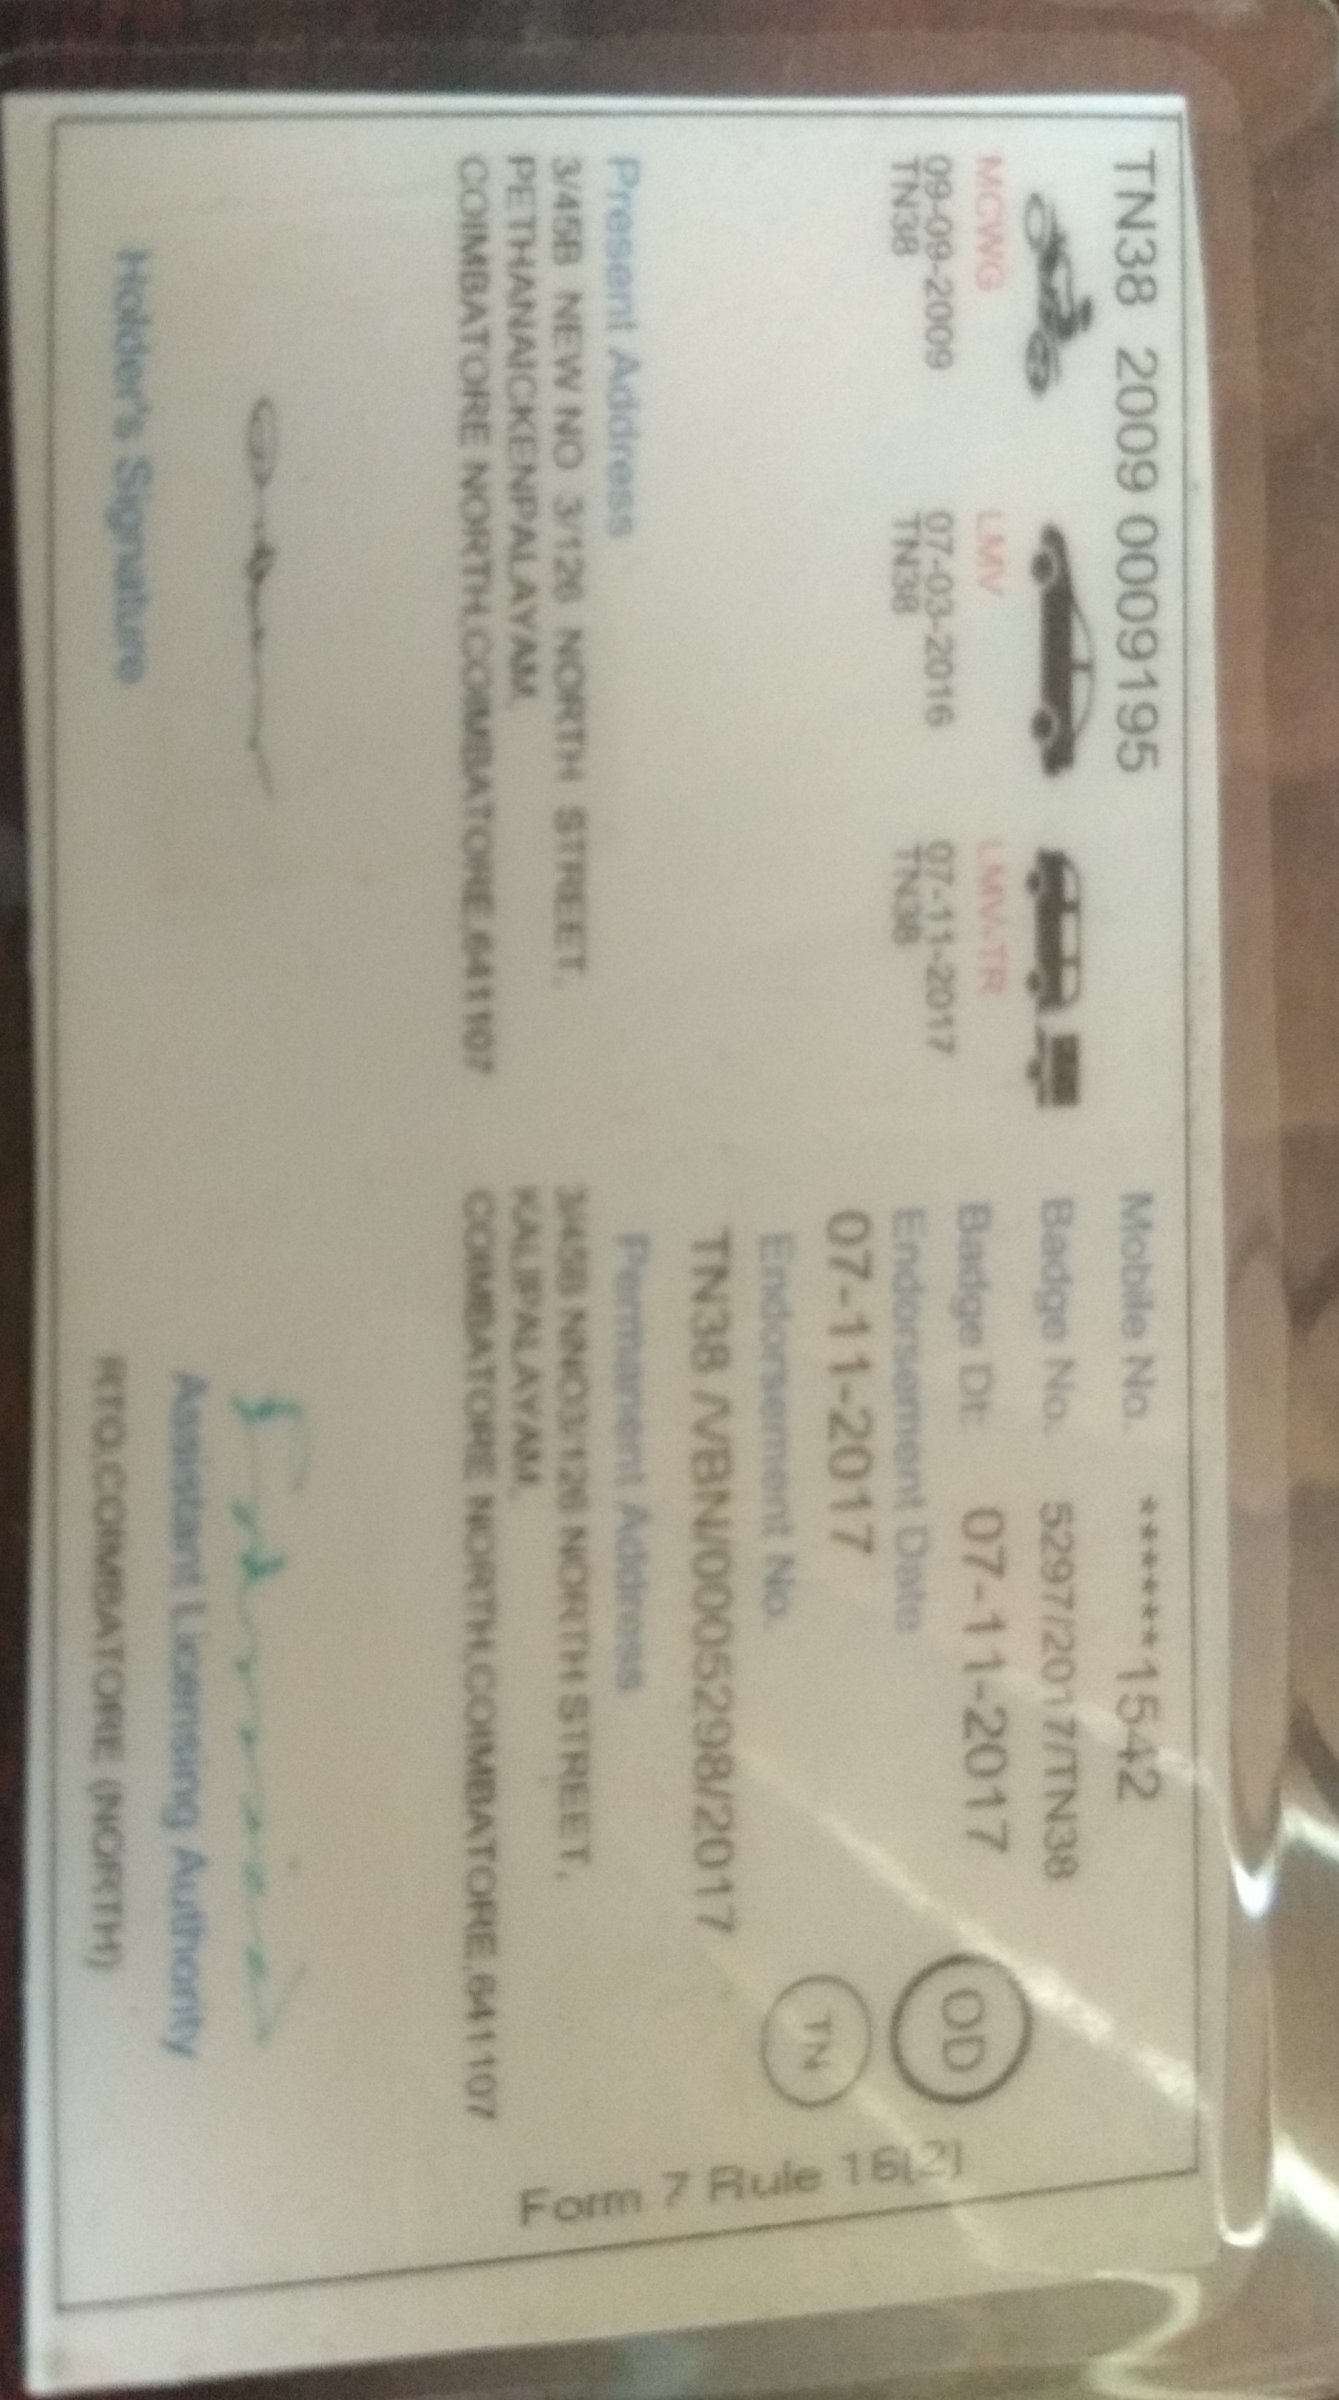 TN38 2009 0009195
MCWG
09-09-2009
TN38
LMV
07-03-2016
TN38
LMV-TR
07-11-2017
TN38
Mobile No. ******1542
Badge No. 5297/2017/TN38
Badge Dt: 07-11-2017
Endorsement Date
07-11-2017
Endorsement No.
TN38 /VBN/0005298/2017
OD
TN
Form 7 Rule 16(2)
Present Address
3/45B NEW NO 3/126 NORTH STREET,
PETHANAICKENPALAYAM,
COIMBATORE NORTH,COIMBATORE,641107
Permanent Address
3/45B NNO3/126 NORTH STREET,
KALIPALAYAM,
COIMBATORE NORTH,COIMBATORE,641107
Holder's Signature
Assistant Licensing Authority
RTO,COIMBATORE (NORTH)